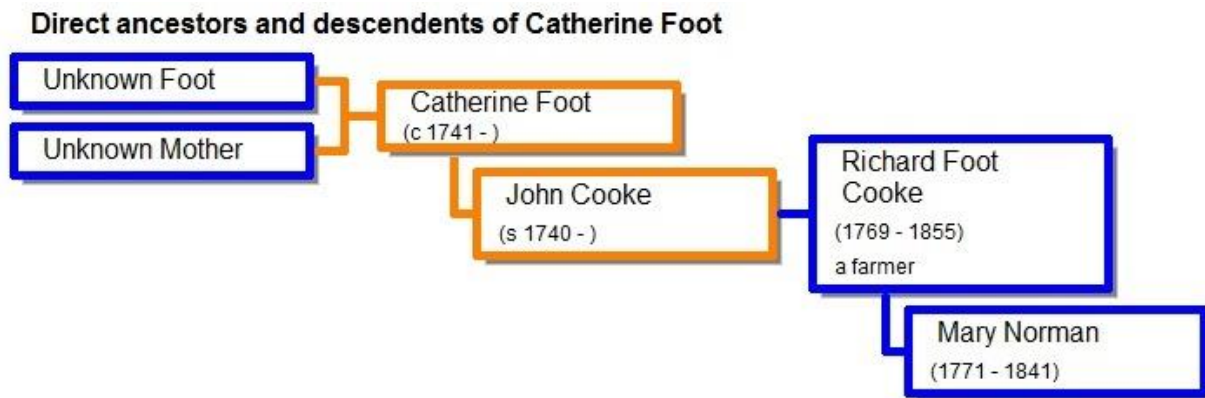 Direct ancestors and descendents of Catherine Foot
Unknown Foot
Unknown Mother
Catherine Foot
(c 1741 - )
John Cooke
(s 1740 - )
Richard Foot
Cooke
(1769 - 1855)
a farmer
Mary Norman
(1771 - 1841)